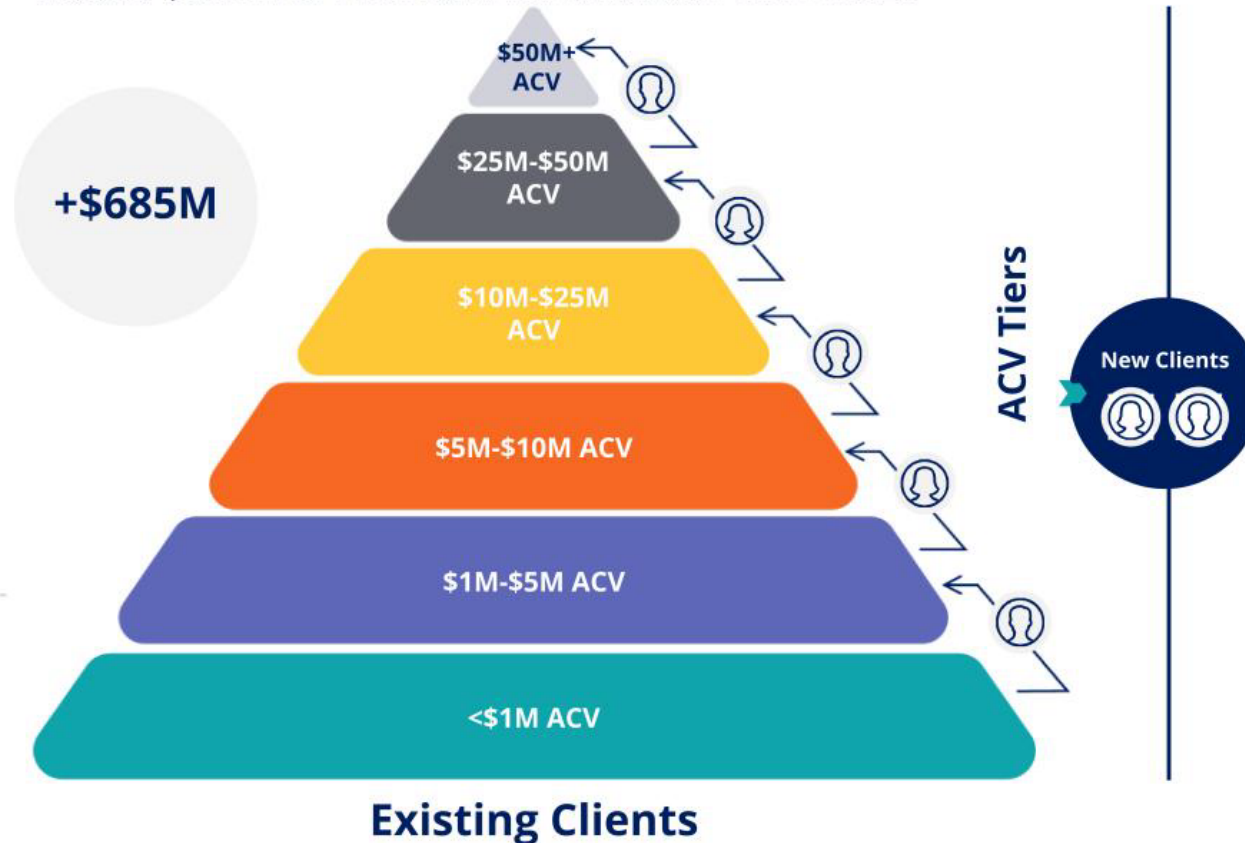 $50M+
ACV
+$685M
$25M-$50M
ACV
$10M-$25M
ACV
ACV Tiers
New Clients
$5M-$10M ACV
$1M-$5M ACV
<$1M ACV
Existing Clients